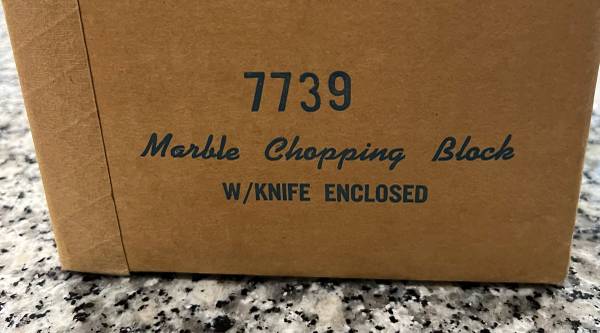 7739
Marble Chopping Block
W/KNIFE ENCLOSED